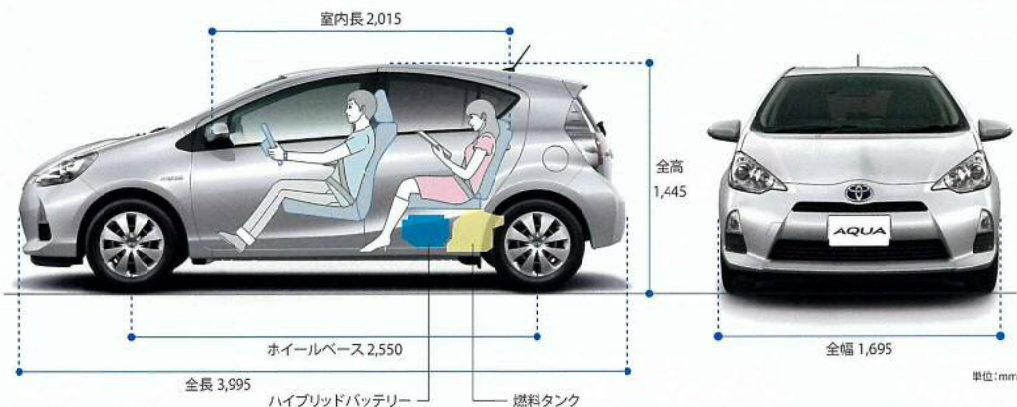 室内長 2,015
全高
1,445
AQUA
ホイールベース 2,550
全幅 1,695
全長 3,995
単位:mm
ハイブリッドバッテリー
燃料タンク